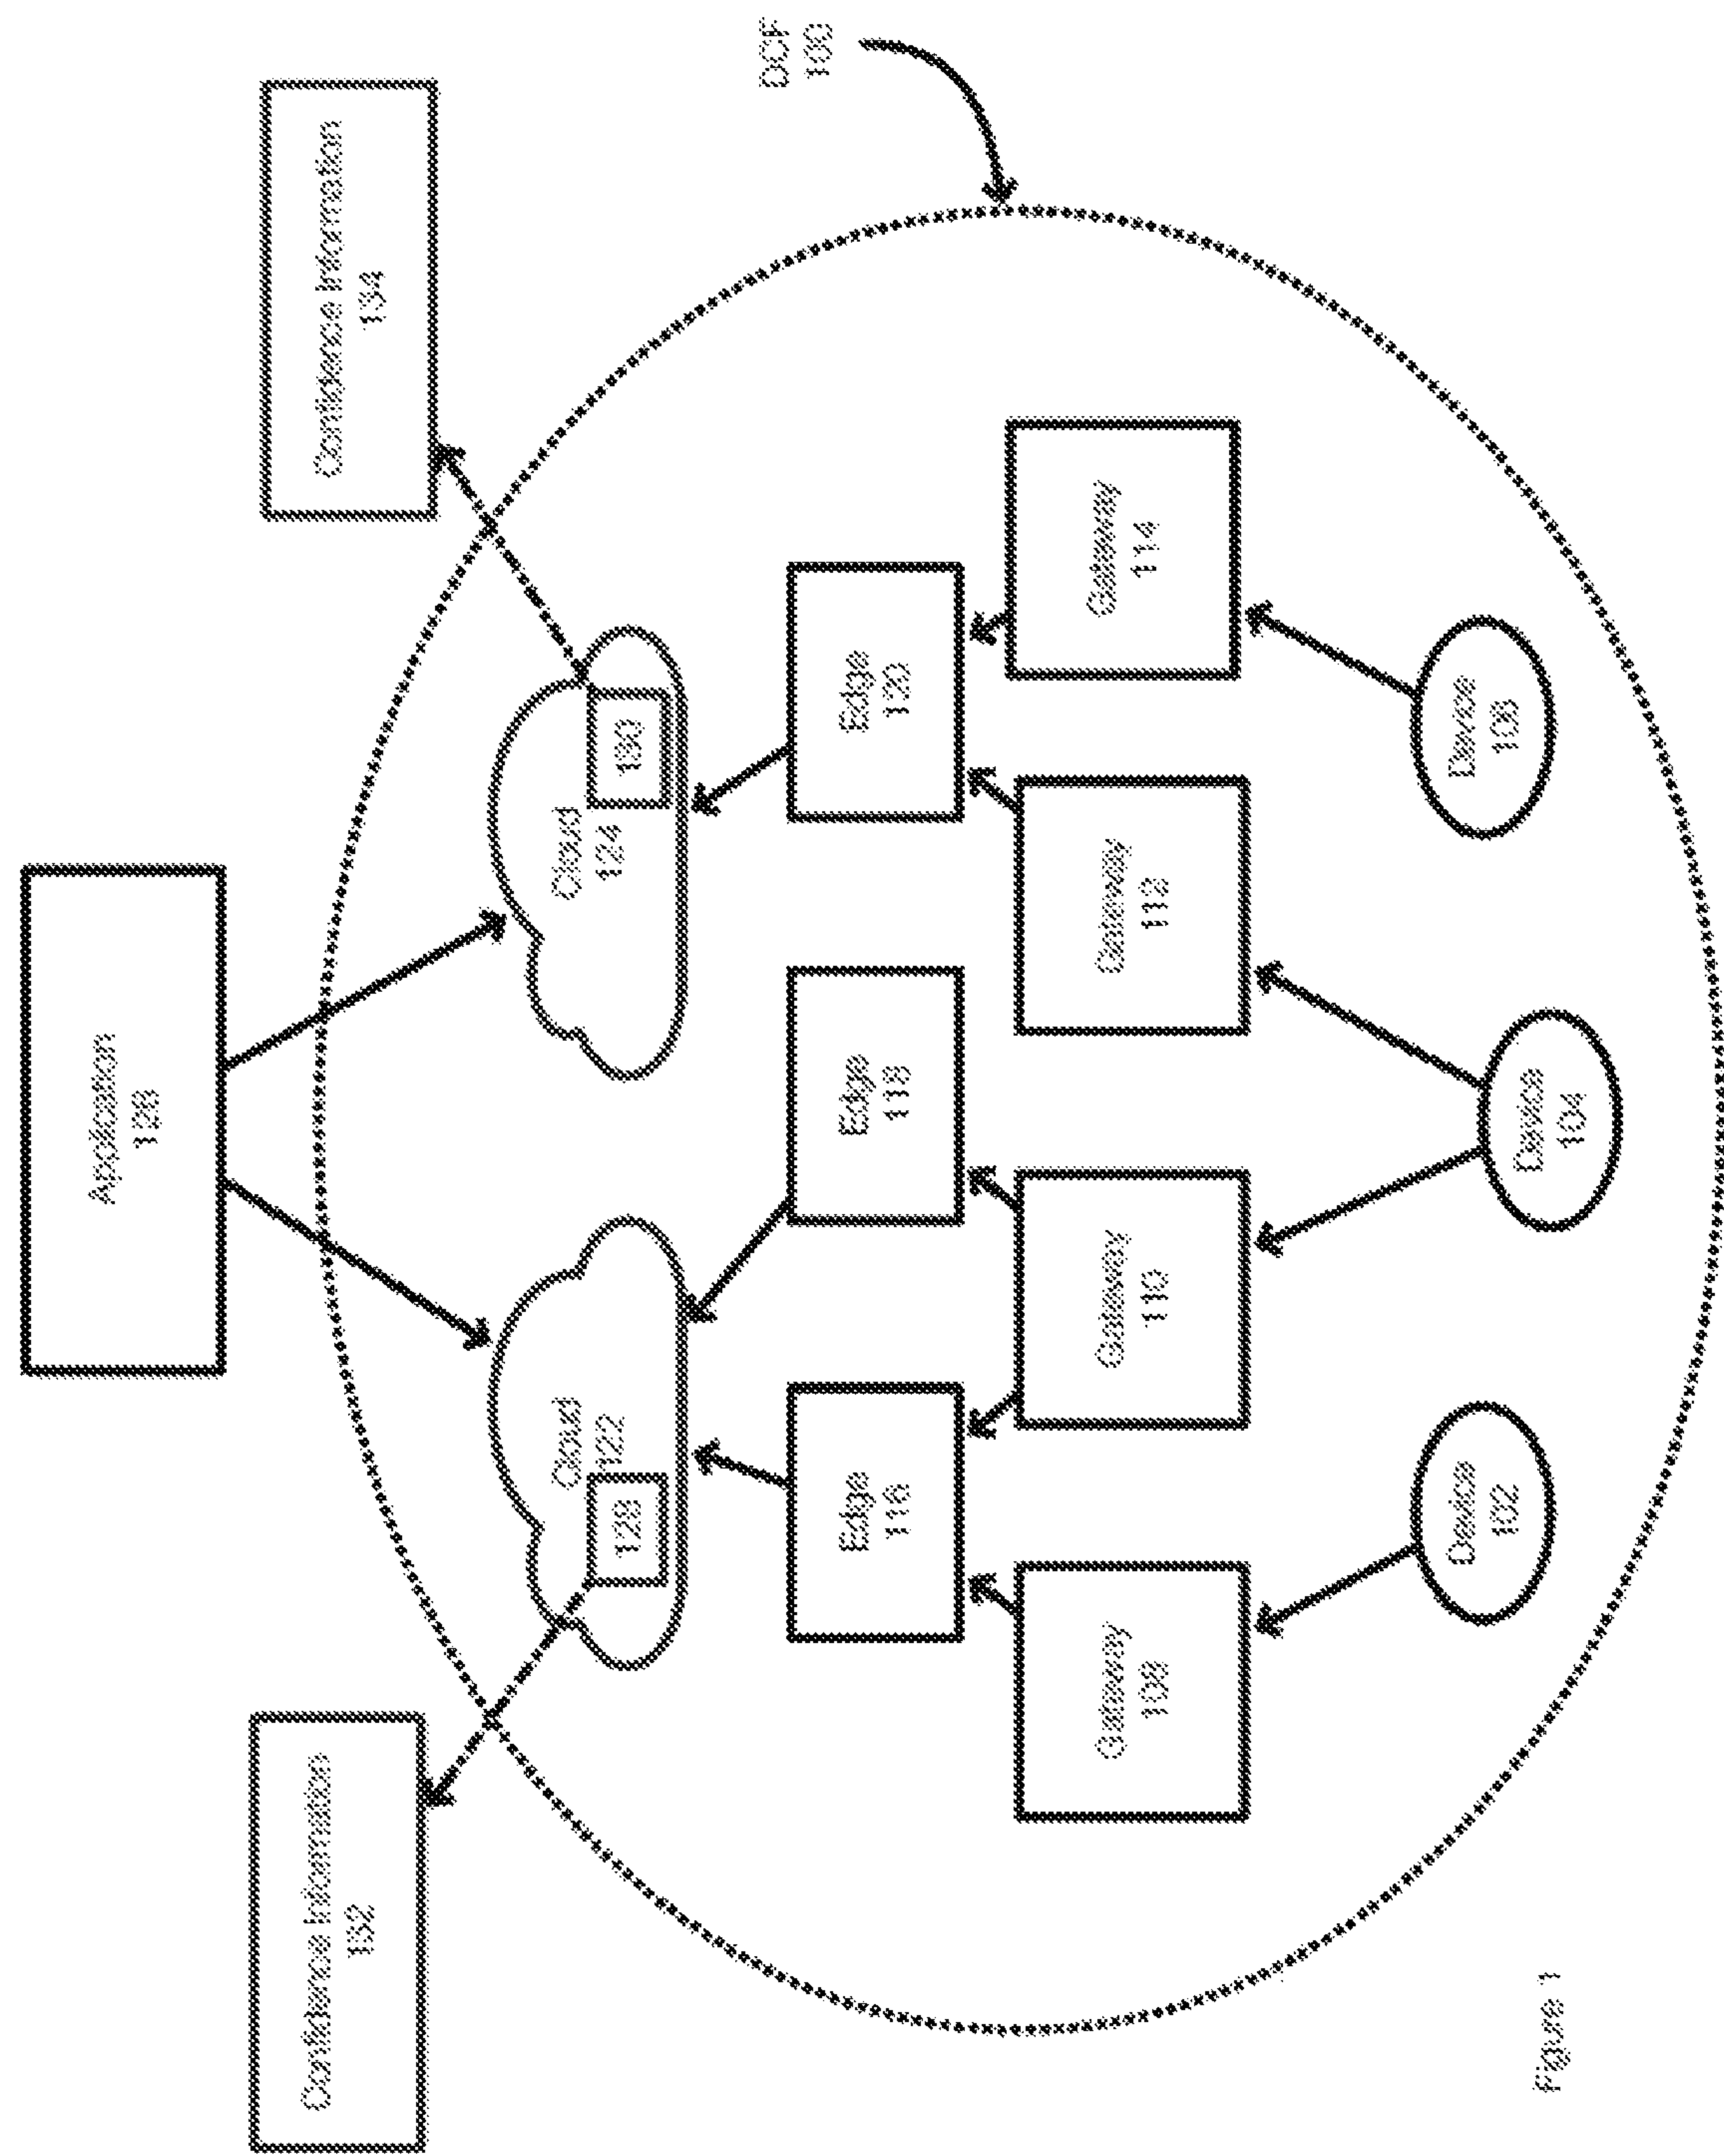 Application
126
Confidence Information
132
Confidence Information
134
DCF
100
Cloud
122
128
Cloud
124
130
Edge
116
Edge
118
Edge
120
Gateway
108
Gateway
110
Gateway
112
Gateway
114
Device
102
Device
104
Device
106
Figure 1